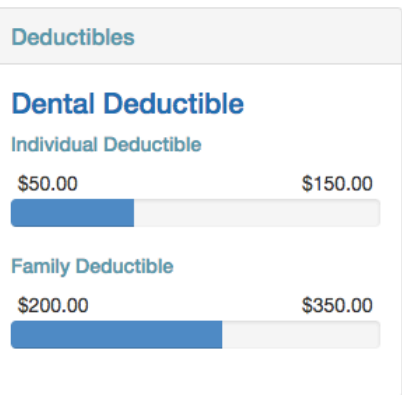 Deductibles
Dental Deductible
Individual Deductible
$50.00 $150.00
Family Deductible
$200.00 $350.00